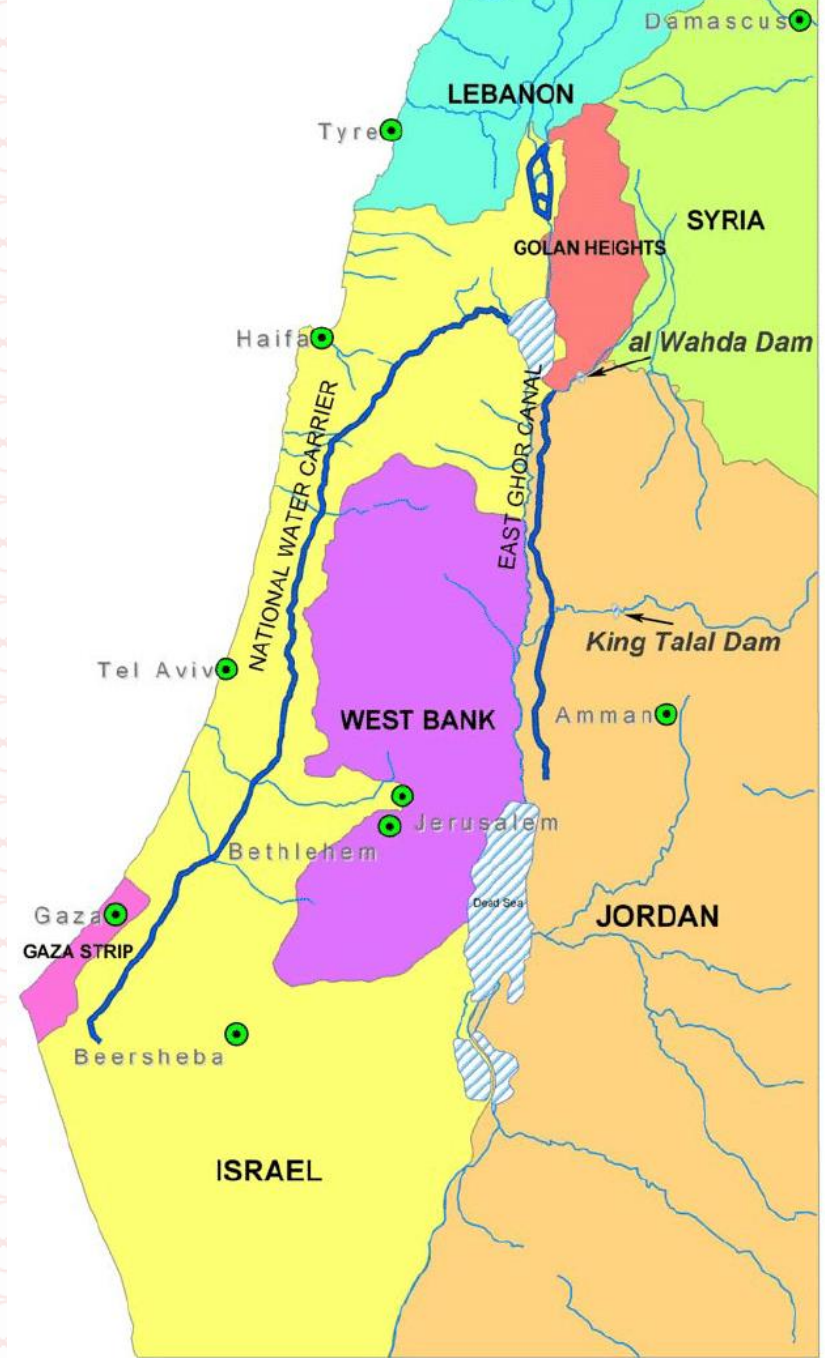 Damascus
LEBANON
Tyre
SYRIA
GOLAN HEIGHTS
Haifa
al Wahda Dam
NATIONAL WATER CARRIER
EAST GHOR CANAL
King Talal Dam
Tel Aviv
WEST BANK
Amman
Jerusalem
Bethlehem
Dead Sea
Gaza
JORDAN
GAZA STRIP
Beersheba
ISRAEL